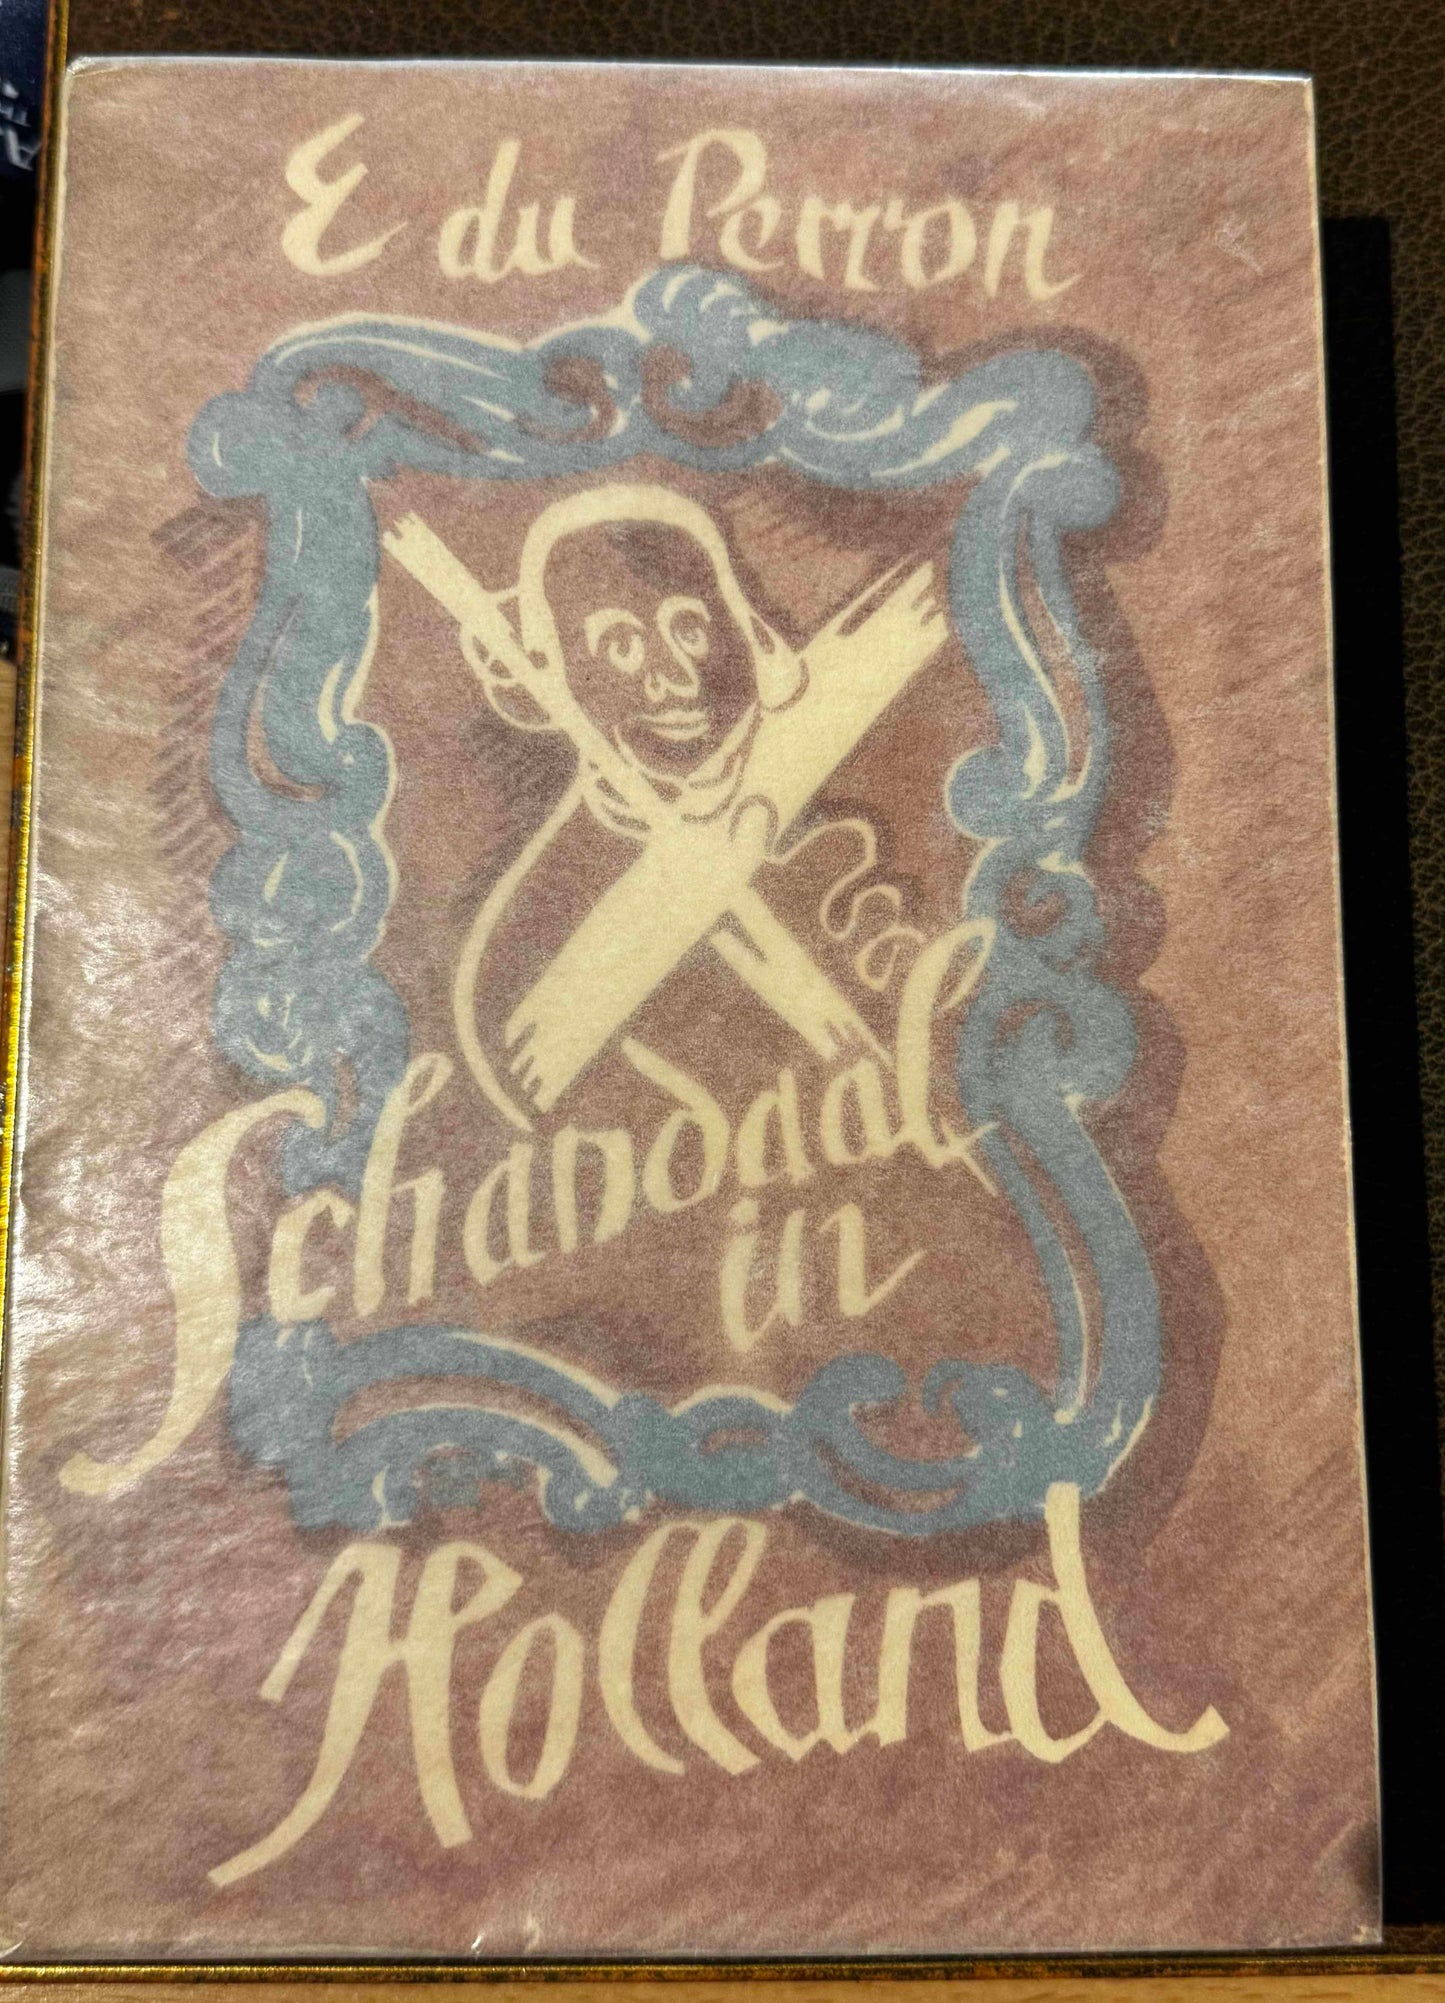 E du Perron
Schandaal
in
Holland